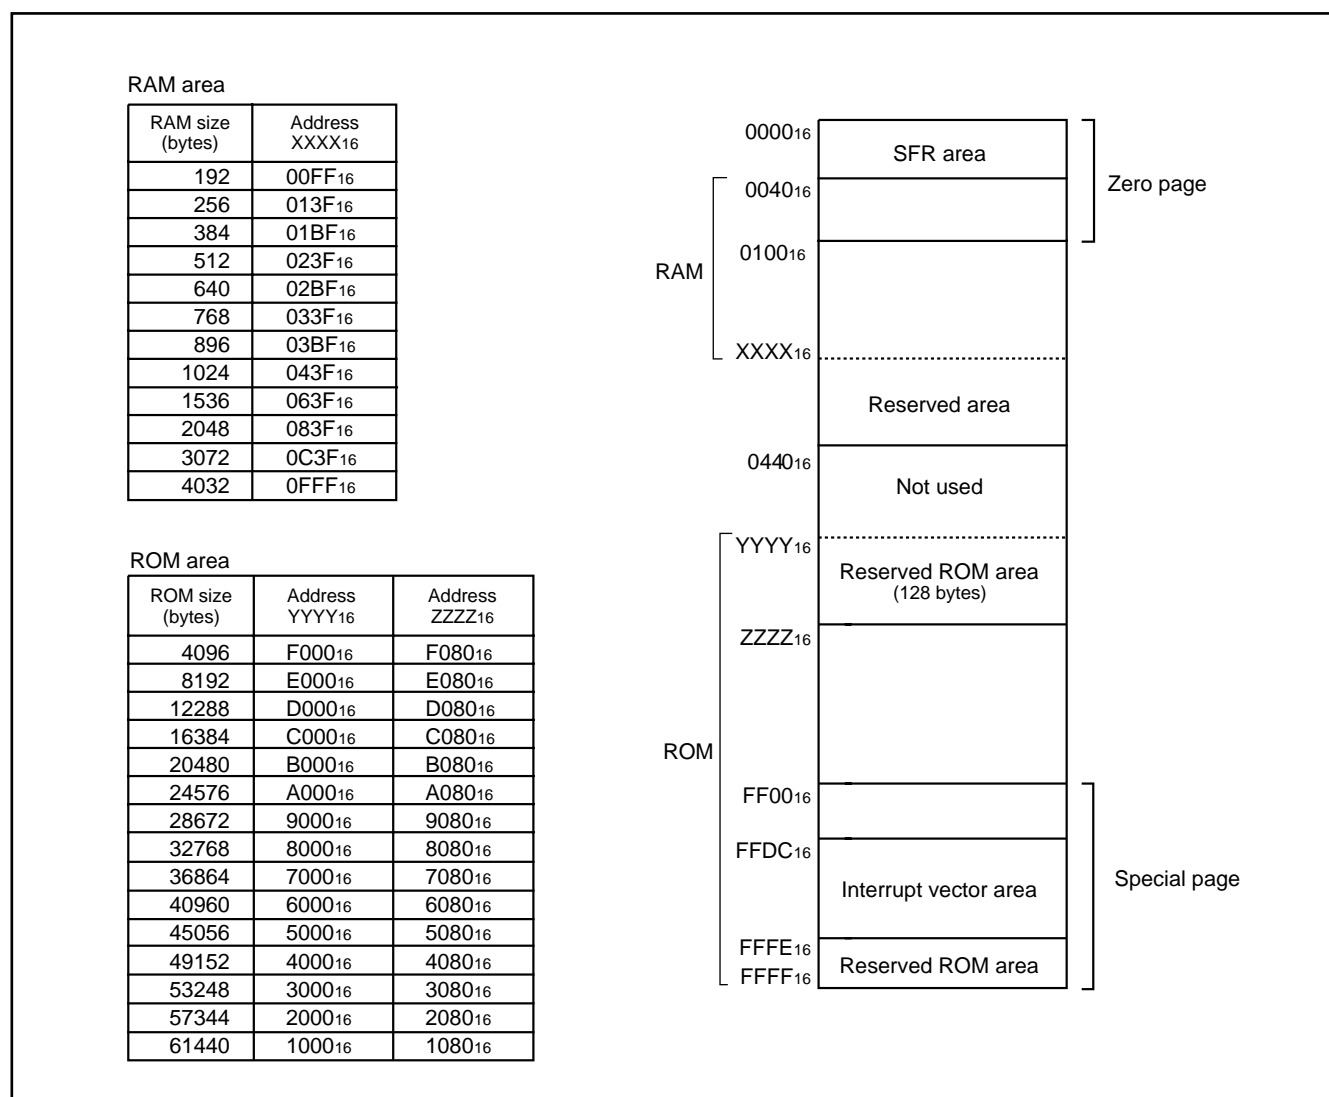 RAM area
RAM size (bytes) Address XXXX16
192 00FF16
256 013F16
384 01BF16
512 023F16
640 02BF16
768 033F16
896 03BF16
1024 043F16
1536 063F16
2048 083F16
3072 0C3F16
4032 0FFF16
ROM area
ROM size (bytes) Address YYYY16 Address ZZZZ16
4096 F00016 F08016
8192 E00016 E08016
12288 D00016 D08016
16384 C00016 C08016
20480 B00016 B08016
24576 A00016 A08016
28672 900016 908016
32768 800016 808016
36864 700016 708016
40960 600016 608016
45056 500016 508016
49152 400016 408016
53248 300016 308016
57344 200016 208016
61440 100016 108016
000016
SFR area
Zero page
004016
010016
RAM
XXXX16
Reserved area
044016
Not used
YYYY16
Reserved ROM area
(128 bytes)
ZZZZ16
ROM
FF0016
FFDC16
Interrupt vector area
Special page
FFFE16
Reserved ROM area
FFFF16